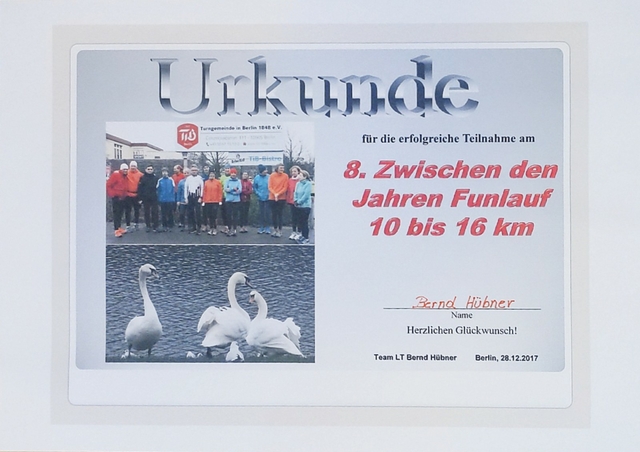 Urkunde
TiB
Turngemeinde in Berlin 1848 e.V.
für die erfolgreiche Teilnahme am
8. Zwischen den
Jahren Funlauf
10 bis 16 km
Bernd Hübner
Name
Herzlichen Glückwunsch!
Team LT Bernd Hübner Berlin, 28.12.2017